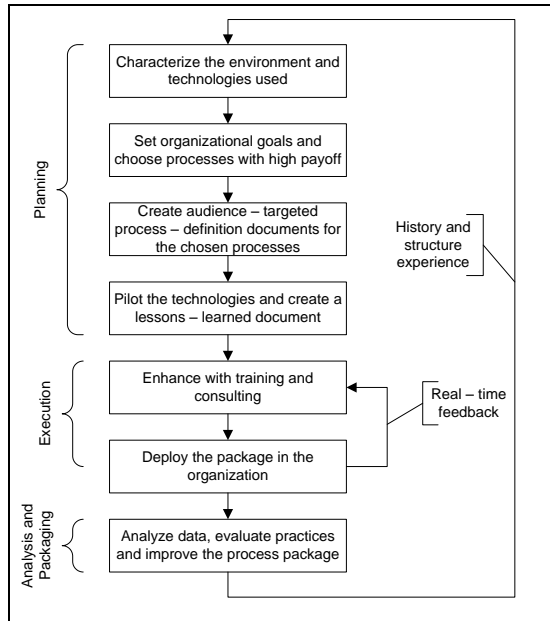 Characterize the environment and
technologies used
Set organizational goals and
choose processes with high payoff
Create audience – targeted
process – definition documents for
the chosen processes
Pilot the technologies and create a
lessons – learned document
Planning
History and
structure
experience
Enhance with training and
consulting
Deploy the package in the
organization
Execution
Real – time
feedback
Analyze data, evaluate practices
and improve the process package
Analysis and
Packaging